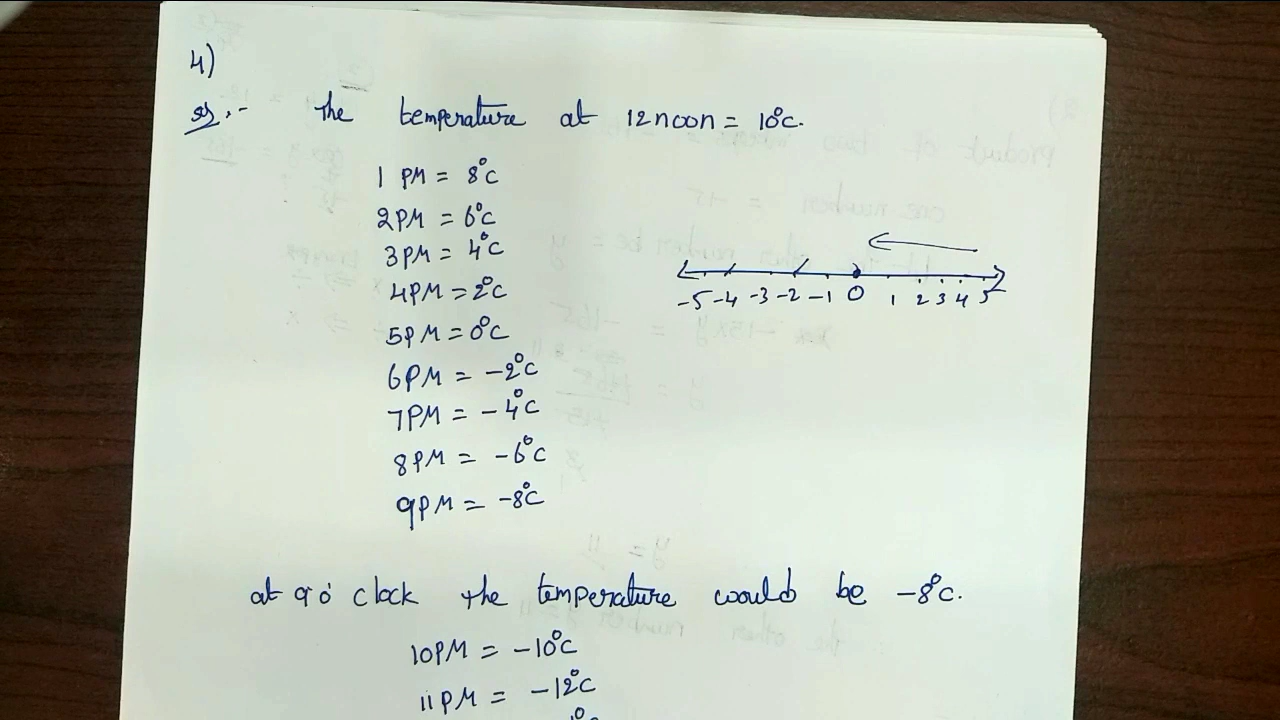 4)
Sol:- the temperature at 12noon = 10°C.
1 PM = 8°C
2PM = 6°C
3PM = 4°C
4PM = 2°C
5PM = 0°C
6PM = -2°C
7PM = -4°C
8PM = -6°C
9PM = -8°C
-5 -4 -3 -2 -1 0 1 2 3 4 5
at 9 o' clock the temperature would be -8°C.
10PM = -10°C
11PM = -12°C